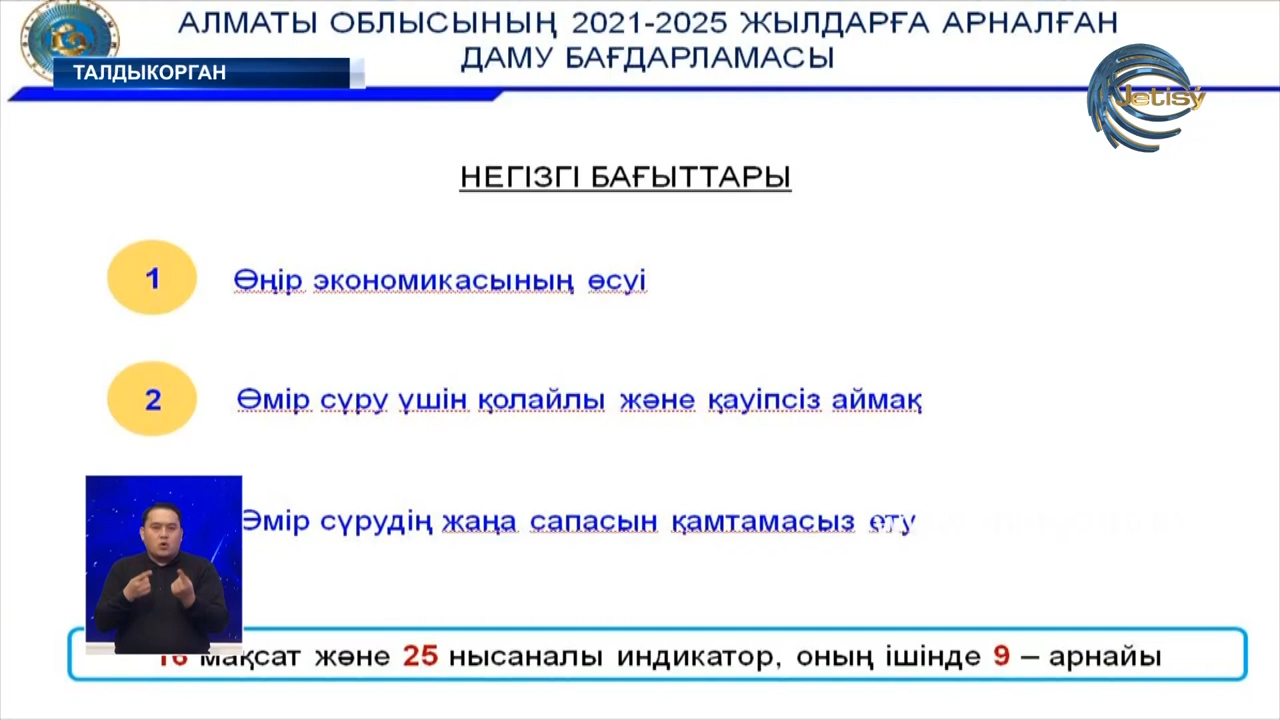 АЛМАТЫ ОБЛЫСЫНЫҢ 2021-2025 ЖЫЛДАРҒА АРНАЛҒАН
ДАМУ БАҒДАРЛАМАСЫ
ТАЛДЫКОРГАН
Jetisý
НЕГІЗГІ БАҒЫТТАРЫ
1
Өңір экономикасының өсуі
2
Өмір сүру үшін қолайлы және қауіпсіз аймақ
Өмір сүрудің жаңа сапасын қамтамасыз ету
16 мақсат және 25 нысаналы индикатор, оның ішінде 9 – арнайы